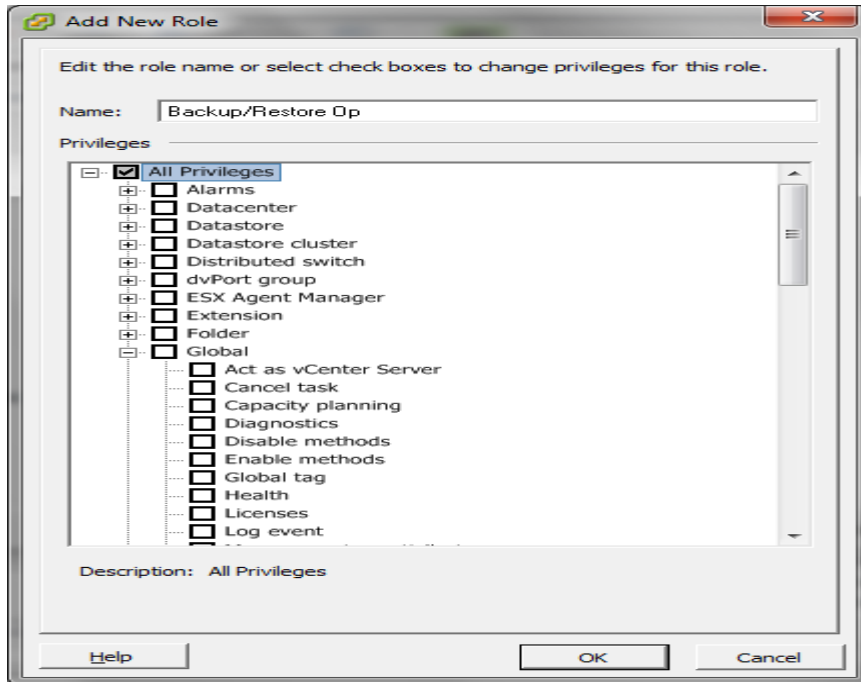 Add New Role
Edit the role name or select check boxes to change privileges for this role.
Name: Backup/Restore Op
Privileges
All Privileges
Alarms
Datacenter
Datastore
Datastore cluster
Distributed switch
dvPort group
ESX Agent Manager
Extension
Folder
Global
Act as vCenter Server
Cancel task
Capacity planning
Diagnostics
Disable methods
Enable methods
Global tag
Health
Licenses
Log event
Description: All Privileges
Help OK Cancel